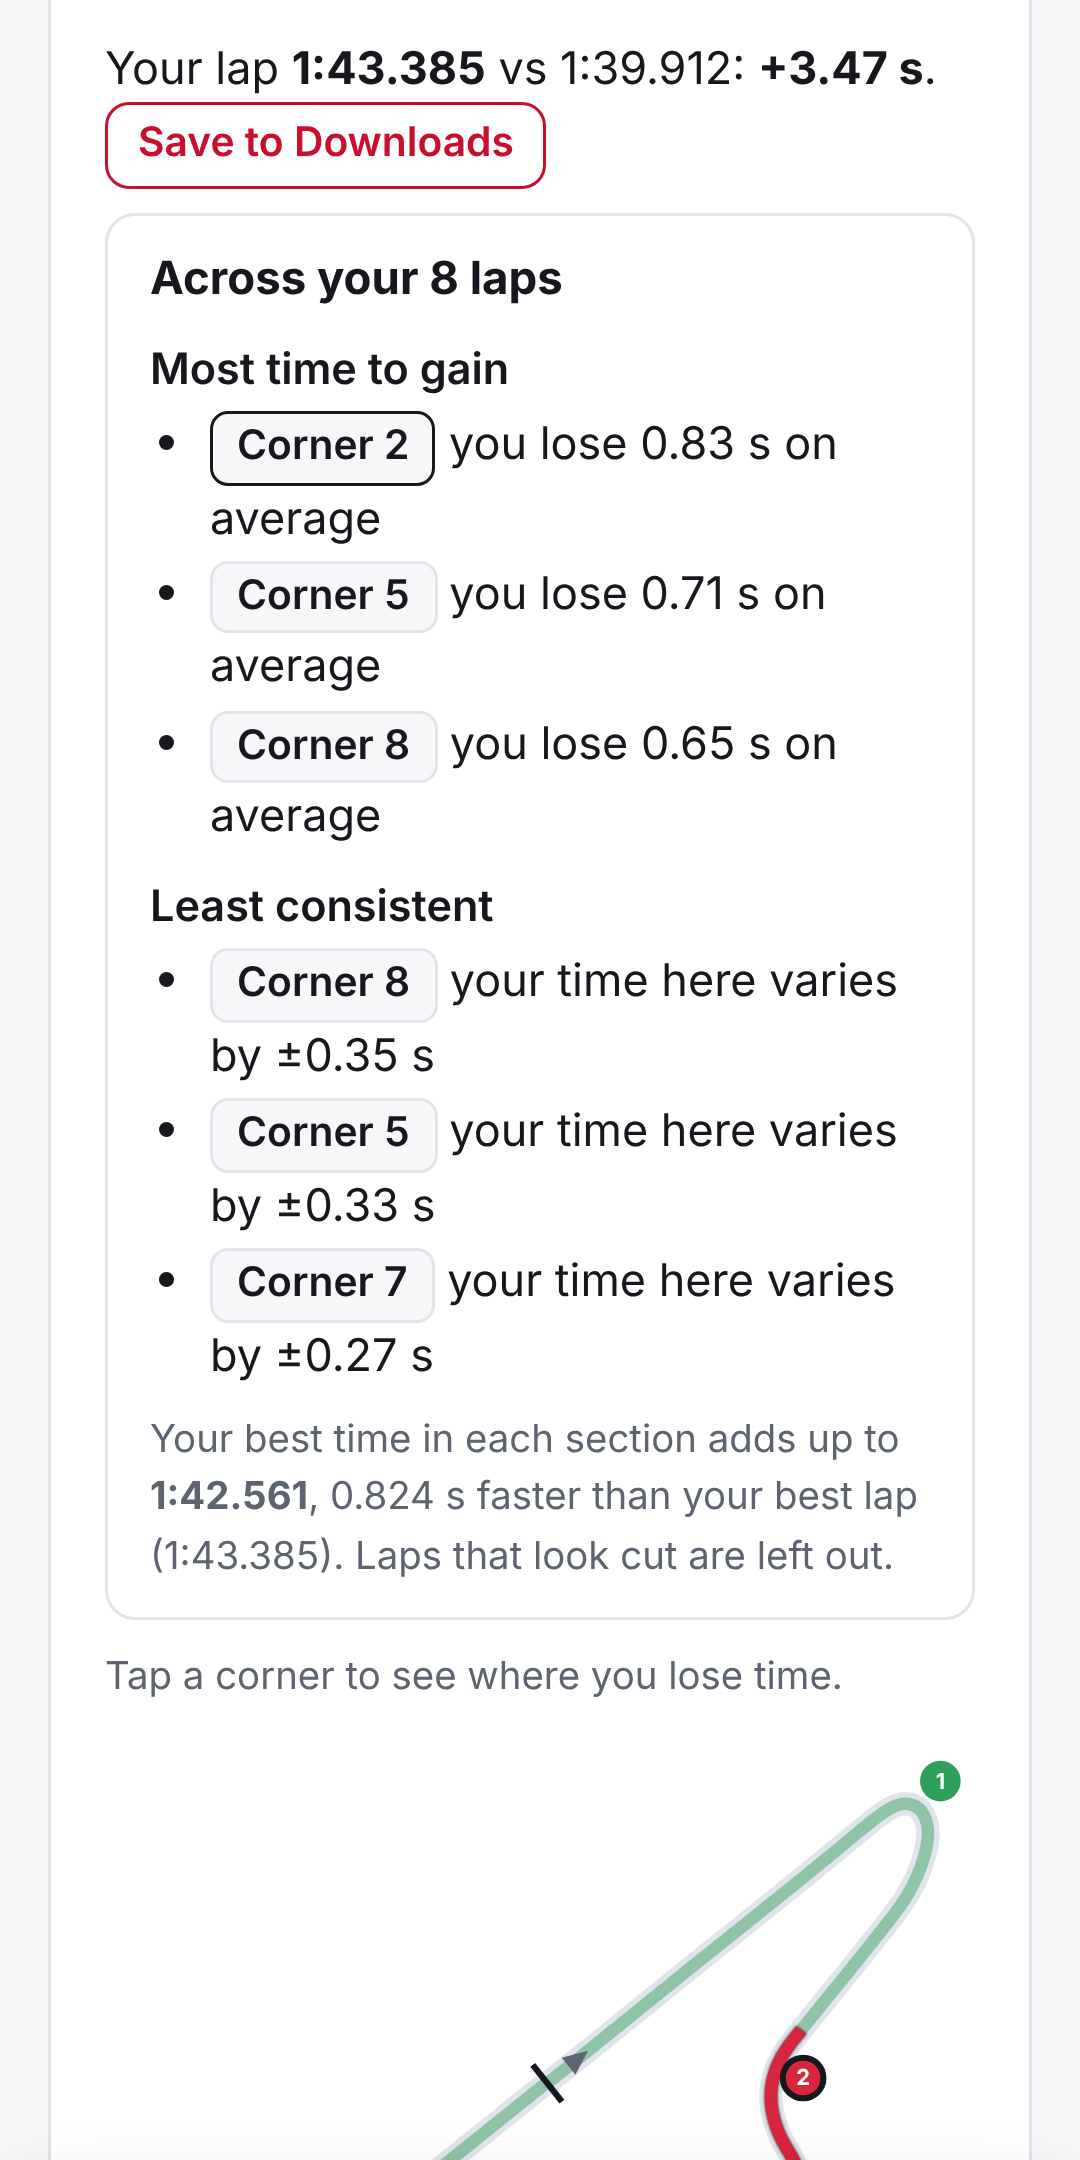 Your lap 1:43.385 vs 1:39.912: +3.47 s.
Save to Downloads
Across your 8 laps
Most time to gain
• Corner 2 you lose 0.83 s on
average
• Corner 5 you lose 0.71 s on
average
• Corner 8 you lose 0.65 s on
average
Least consistent
• Corner 8 your time here varies
by ±0.35 s
• Corner 5 your time here varies
by ±0.33 s
• Corner 7 your time here varies
by ±0.27 s
Your best time in each section adds up to
1:42.561, 0.824 s faster than your best lap
(1:43.385). Laps that look cut are left out.
Tap a corner to see where you lose time.
1
2